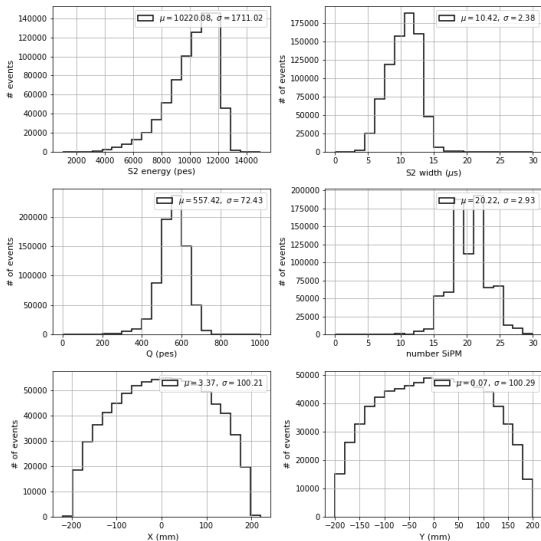 μ = 10220.08, σ = 1711.02
140000
120000
100000
80000
60000
40000
20000
0
# events
2000 4000 6000 8000 10000 12000 14000
S2 energy (pes)
μ = 10.42, σ = 2.38
175000
150000
125000
100000
75000
50000
25000
0
# of events
0 5 10 15 20 25 30
S2 width (μs)
μ = 557.42, σ = 72.43
200000
150000
100000
50000
0
# of events
0 200 400 600 800 1000
Q (pes)
μ = 20.22, σ = 2.93
200000
175000
150000
125000
100000
75000
50000
25000
0
# of events
0 5 10 15 20 25 30
number SiPM
μ = 3.37, σ = 100.21
50000
40000
30000
20000
10000
0
# of events
−200 −100 0 100 200
X (mm)
μ = 0.07, σ = 100.29
50000
40000
30000
20000
10000
0
# of events
−200 −150 −100 −50 0 50 100 150 200
Y (mm)